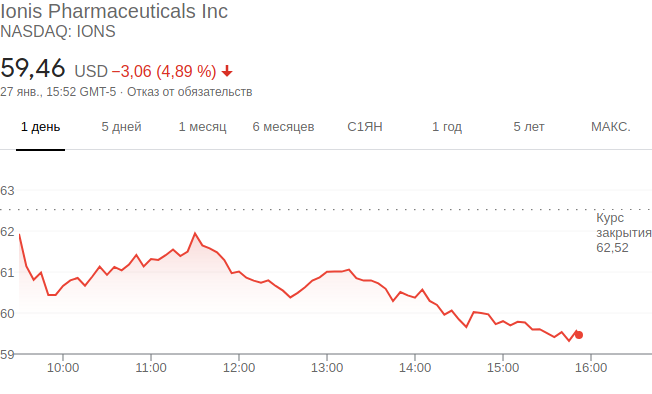 Ionis Pharmaceuticals Inc
NASDAQ: IONS
59,46 USD −3,06 (4,89 %)
27 янв., 15:52 GMT-5 · Отказ от обязательств
1 день 5 дней 1 месяц 6 месяцев С1ЯН 1 год 5 лет МАКС.
63
Курс
закрытия
62,52
62
61
60
59
10:00 11:00 12:00 13:00 14:00 15:00 16:00